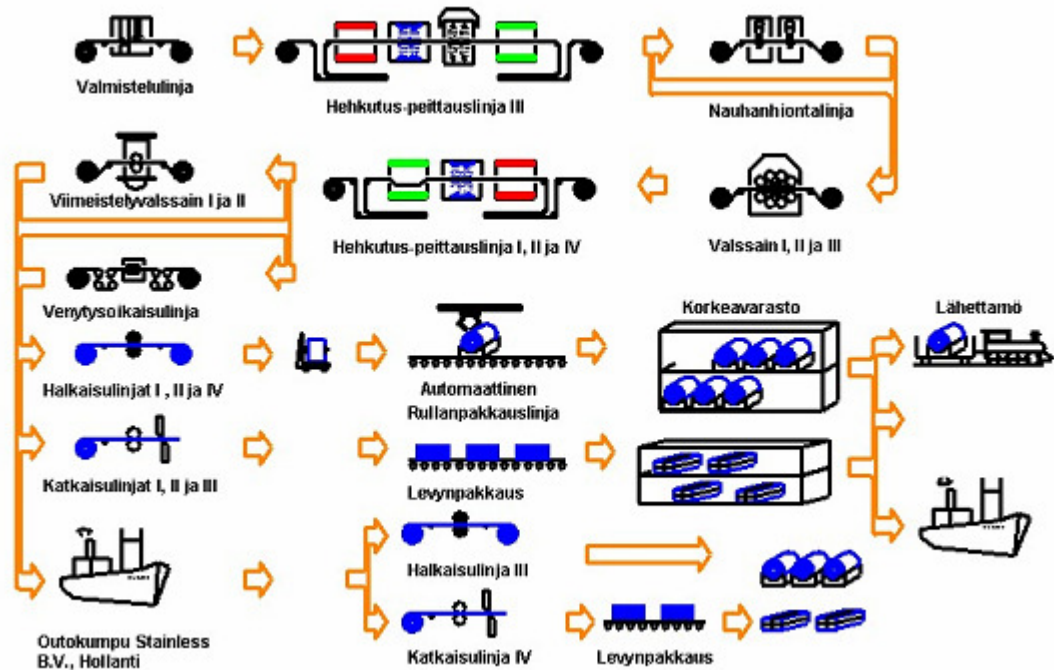 Valmistelulinja
Hehkutus-peittauslinja III
Nauhanhiontalinja
Viimeistelyvalssain I ja II
Hehkutus-peittauslinja I, II ja IV
Valssain I, II ja III
Venytysoikaisulinja
Korkeavarasto
Lähettamö
Halkaisulinjat I , II ja IV
Automaattinen
Rullanpakkauslinja
Katkaisulinjat I, II ja III
Levynpakkaus
Halkaisulinja III
Outokumpu Stainless
B.V., Hollanti
Katkaisulinja IV
Levynpakkaus